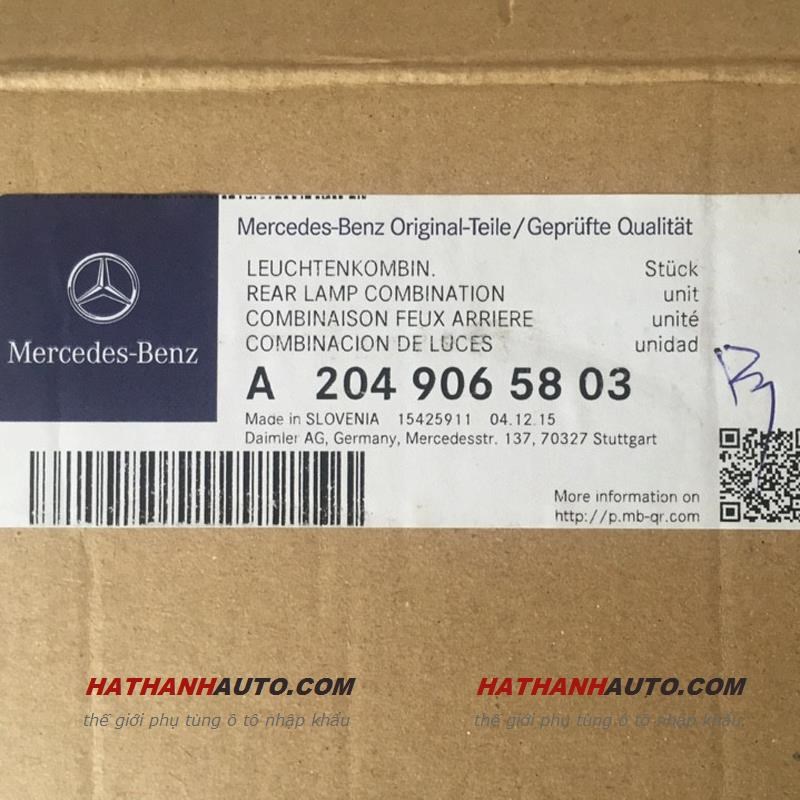 Mercedes-Benz Original-Teile/Geprüfte Qualität
LEUCHTENKOMBIN. Stück
REAR LAMP COMBINATION unit
COMBINAISON FEUX ARRIERE unité
COMBINACION DE LUCES unidad
Mercedes-Benz
A 204 906 58 03
Made in SLOVENIA 15425911 04.12.15
Daimler AG, Germany, Mercedesstr. 137, 70327 Stuttgart
More information on
http://p.mb-qr.com
HATHANHAUTO.COM HATHANHAUTO.COM
thế giới phụ tùng ô tô nhập khẩu thế giới phụ tùng ô tô nhập khẩu